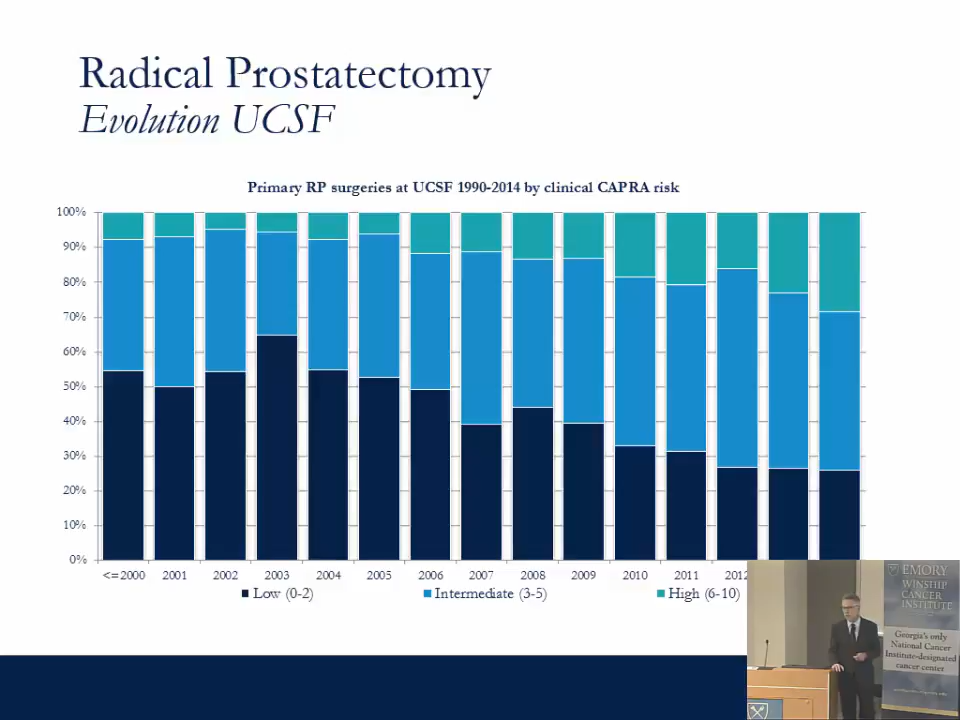 Radical Prostatectomy
Evolution UCSF
Primary RP surgeries at UCSF 1990-2014 by clinical CAPRA risk
100%
90%
80%
70%
60%
50%
40%
30%
20%
10%
0%
<=2000 2001 2002 2003 2004 2005 2006 2007 2008 2009 2010 2011 2012
Low (0-2) Intermediate (3-5) High (6-10)
EMORY
WINSHIP
CANCER
INSTITUTE
Georgia's only
National Cancer
Institute-designated
cancer center